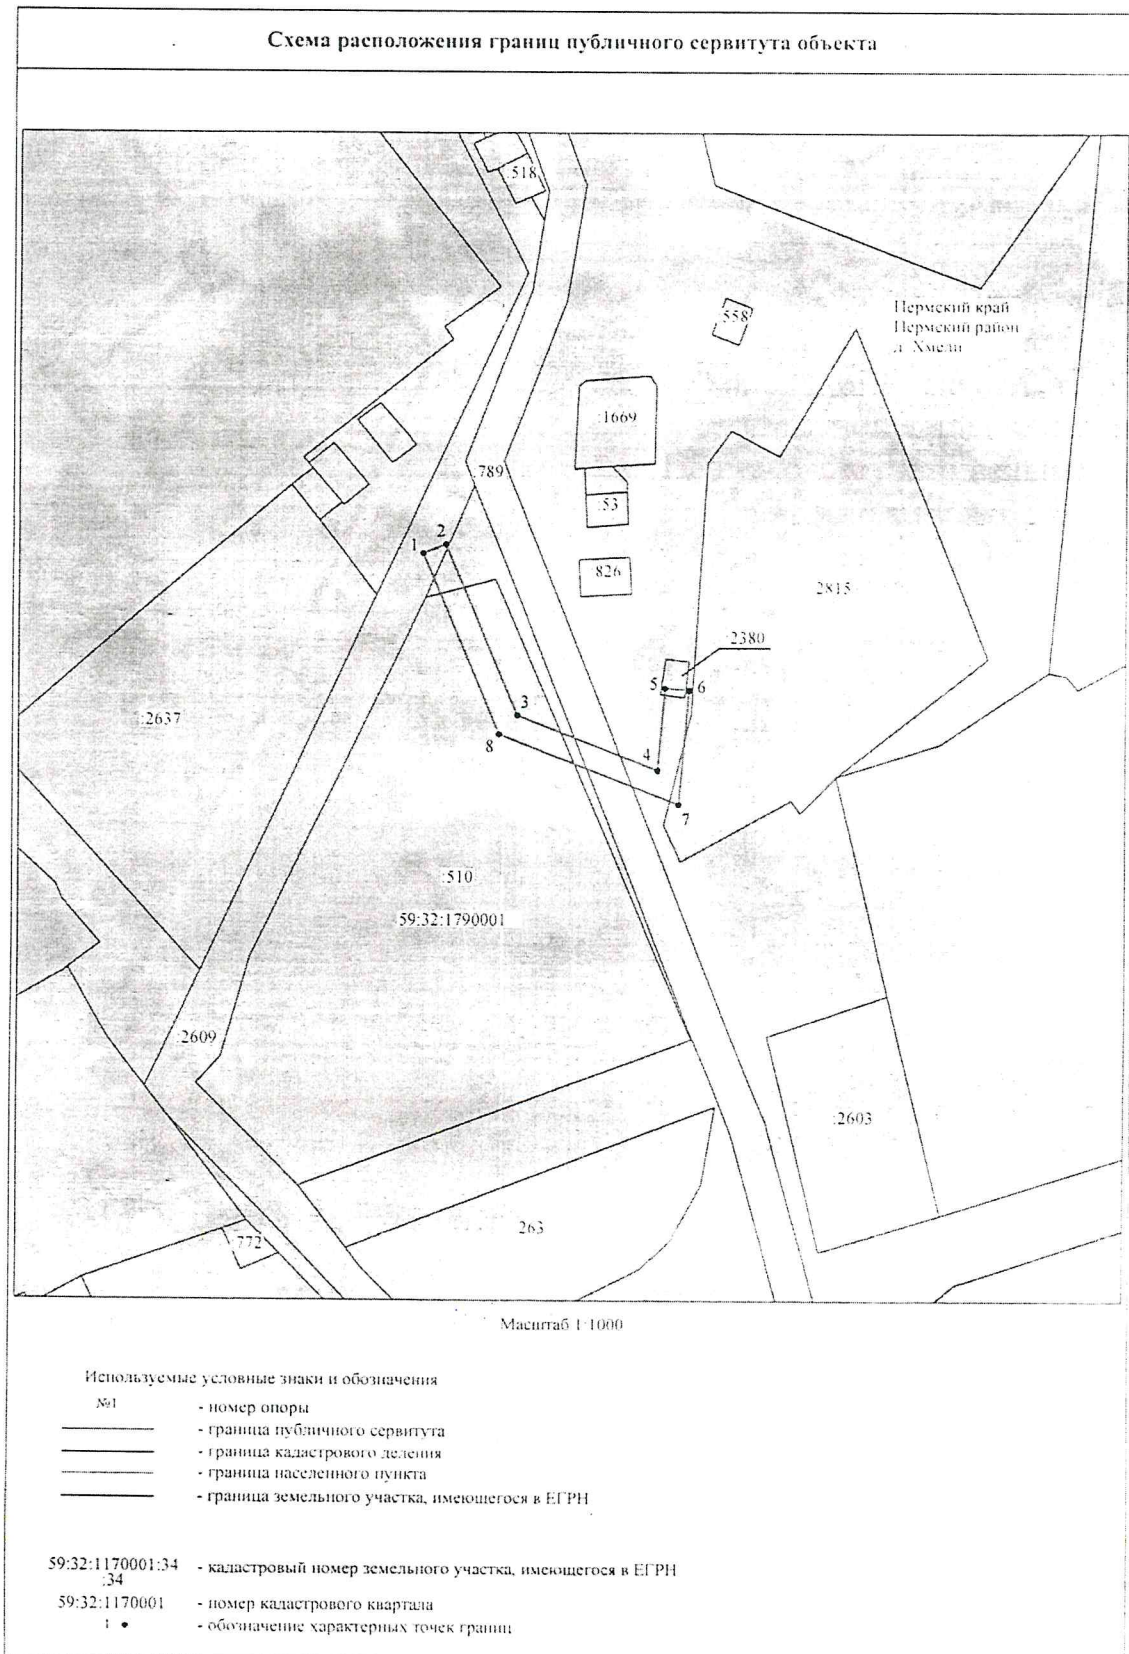 Схема расположения границ публичного сервитута объекта
:518
Пермский край
Пермский район
д. Хмели
558
:1669
:789
:53
1
2
826
2815
:2380
5
6
:2637
3
8
4
7
:510
59:32:1790001
:2609
:2603
263
772
Масштаб 1:1000
Используемые условные знаки и обозначения
№1 - номер опоры
- граница публичного сервитута
- граница кадастрового деления
- граница населенного пункта
- граница земельного участка, имеющегося в ЕГРН
59:32:1170001:34 - кадастровый номер земельного участка, имеющегося в ЕГРН
:34
59:32:1170001 - номер кадастрового квартала
1 • - обозначение характерных точек границ